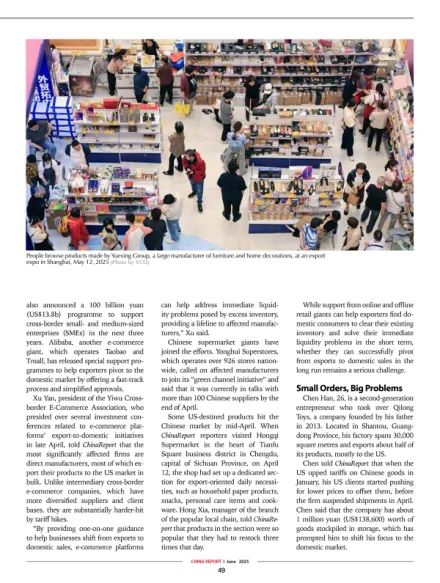 外贸拓
People browse products made by Yuexing Group, a large manufacturer of furniture and home decorations, at an export
expo in Shanghai, May 12, 2025 (Photo by VCG)
also announced a 100 billion yuan
(US$13.8b) programme to support
cross-border small- and medium-sized
enterprises (SMEs) in the next three
years. Alibaba, another e-commerce
giant, which operates Taobao and
Tmall, has released special support pro-
grammes to help exporters pivot to the
domestic market by offering a fast-track
process and simplified approvals.
Xu Yan, president of the Yiwu Cross-
border E-Commerce Association, who
presided over several investment con-
ferences related to e-commerce plat-
forms' export-to-domestic initiatives
in late April, told ChinaReport that the
most significantly affected firms are
direct manufacturers, most of which ex-
port their products to the US market in
bulk. Unlike intermediary cross-border
e-commerce companies, which have
more diversified suppliers and client
bases, they are substantially harder-hit
by tariff hikes.
"By providing one-on-one guidance
to help businesses shift from exports to
domestic sales, e-commerce platforms
can help address immediate liquid-
ity problems posed by excess inventory,
providing a lifeline to affected manufac-
turers," Xu said.
Chinese supermarket giants have
joined the efforts. Yonghui Superstores,
which operates over 926 stores nation-
wide, called on affected manufacturers
to join its "green channel initiative" and
said that it was currently in talks with
more than 100 Chinese suppliers by the
end of April.
Some US-destined products hit the
Chinese market by mid-April. When
ChinaReport reporters visited Hongqi
Supermarket in the heart of Tianfu
Square business district in Chengdu,
capital of Sichuan Province, on April
12, the shop had set up a dedicated sec-
tion for export-oriented daily necessi-
ties, such as household paper products,
snacks, personal care items and cook-
ware. Hong Xia, manager of the branch
of the popular local chain, told ChinaRe-
port that products in the section were so
popular that they had to restock three
times that day.
While support from online and offline
retail giants can help exporters find do-
mestic consumers to clear their existing
inventory and solve their immediate
liquidity problems in the short term,
whether they can successfully pivot
from exports to domestic sales in the
long run remains a serious challenge.
Small Orders, Big Problems
Chen Han, 26, is a second-generation
entrepreneur who took over Qilong
Toys, a company founded by his father
in 2013. Located in Shantou, Guang-
dong Province, his factory spans 30,000
square metres and exports about half of
its products, mostly to the US.
Chen told ChinaReport that when the
US upped tariffs on Chinese goods in
January, his US clients started pushing
for lower prices to offset them, before
the firm suspended shipments in April.
Chen said that the company has about
1 million yuan (US$138,600) worth of
goods stockpiled in storage, which has
prompted him to shift his focus to the
domestic market.
CHINA REPORT I June 2025
49